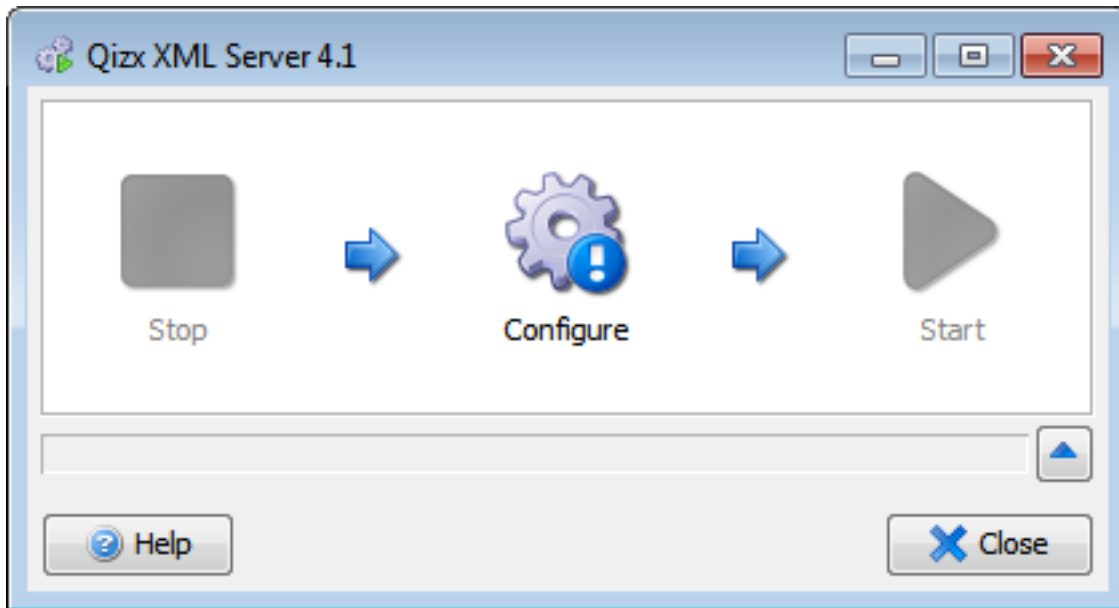 Qizx XML Server 4.1
Stop
Configure
Start
Help
Close